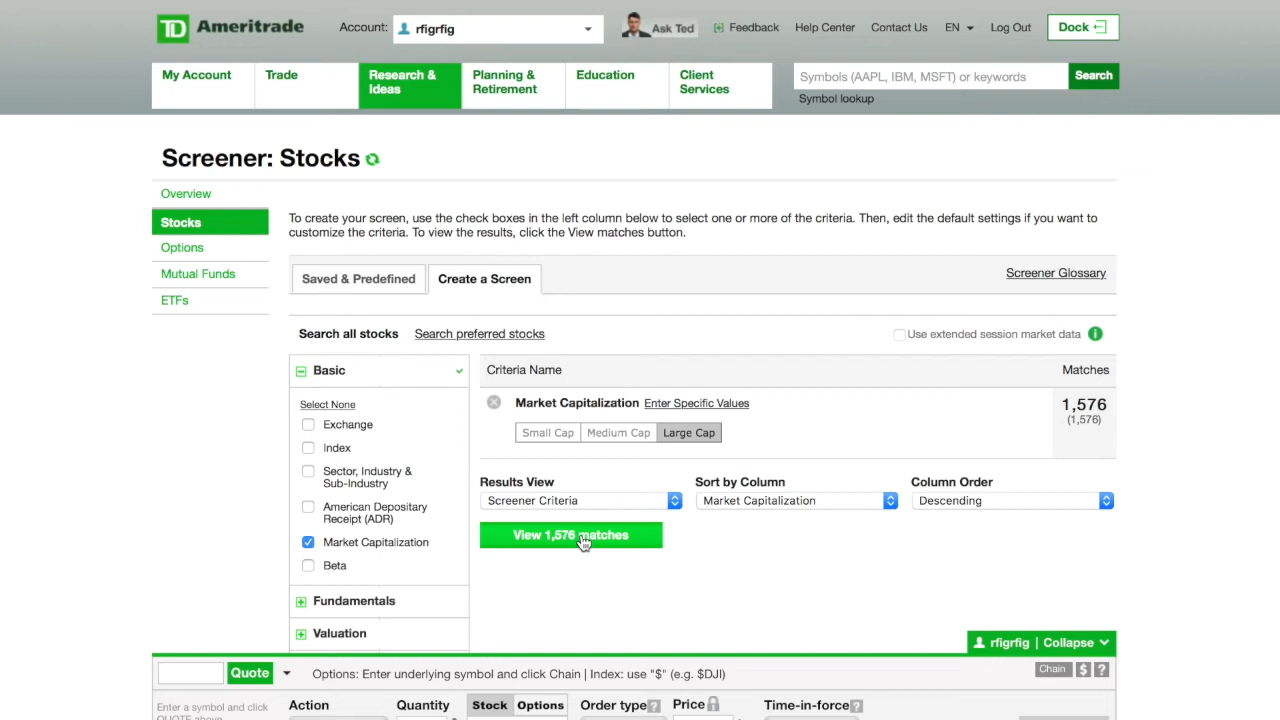 TD Ameritrade
Account: rfigrfig
Ask Ted
Feedback
Help Center
Contact Us
EN
Log Out
Dock
My Account
Trade
Research &
Ideas
Planning &
Retirement
Education
Client
Services
Symbols (AAPL, IBM, MSFT) or keywords
Search
Symbol lookup
Screener: Stocks
Overview
Stocks
Options
Mutual Funds
ETFs
To create your screen, use the check boxes in the left column below to select one or more of the criteria. Then, edit the default settings if you want to
customize the criteria. To view the results, click the View matches button.
Saved & Predefined
Create a Screen
Screener Glossary
Search all stocks
Search preferred stocks
Use extended session market data
i
Basic
Select None
Exchange
Index
Sector, Industry &
Sub-Industry
American Depositary
Receipt (ADR)
Market Capitalization
Beta
Fundamentals
Valuation
Criteria Name
Matches
Market Capitalization Enter Specific Values
1,576
(1,576)
Small Cap
Medium Cap
Large Cap
Results View
Sort by Column
Column Order
Screener Criteria
Market Capitalization
Descending
View 1,576 matches
rfigrfig | Collapse
Quote
Options: Enter underlying symbol and click Chain | Index: use "$" (e.g. $DJI)
Chain
$
?
Enter a symbol and click
QUOTE above
Action
Quantity
Stock
Options
Order type ?
Price
Time-in-force ?